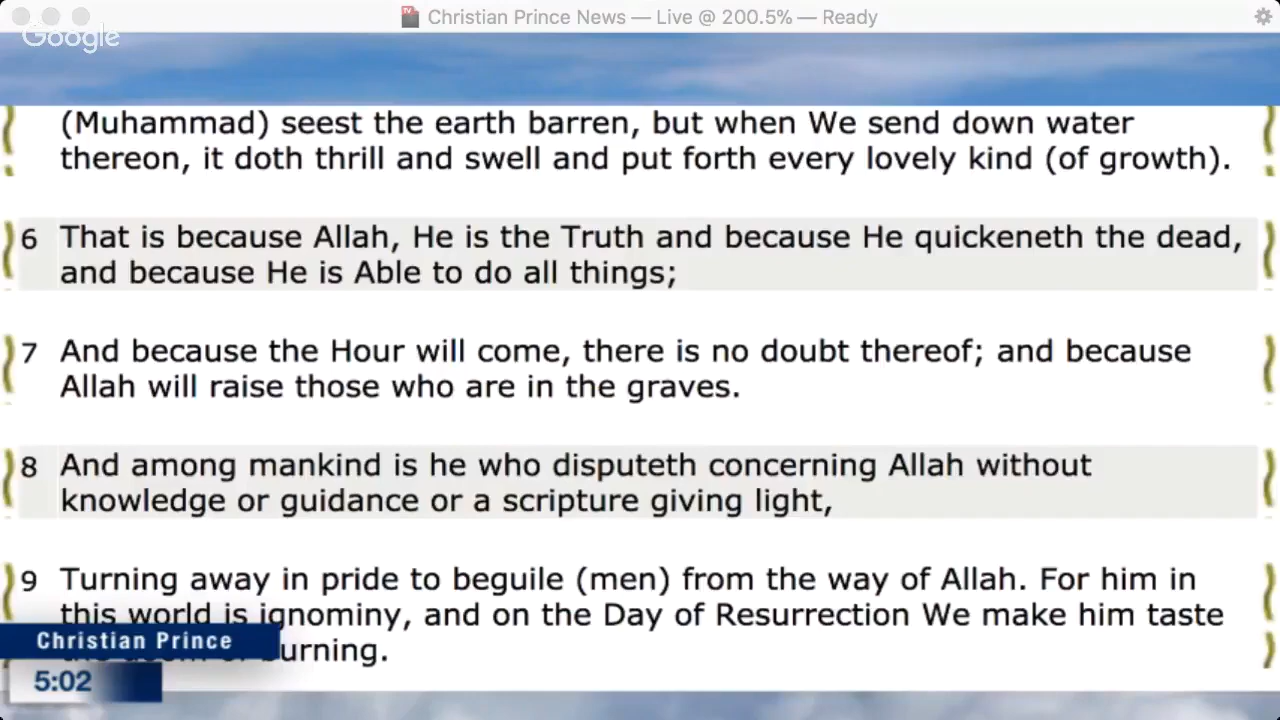 Christian Prince News — Live @ 200.5% — Ready
Google
(Muhammad) seest the earth barren, but when We send down water
thereon, it doth thrill and swell and put forth every lovely kind (of growth).
6 That is because Allah, He is the Truth and because He quickeneth the dead,
and because He is Able to do all things;
7 And because the Hour will come, there is no doubt thereof; and because
Allah will raise those who are in the graves.
8 And among mankind is he who disputeth concerning Allah without
knowledge or guidance or a scripture giving light,
9 Turning away in pride to beguile (men) from the way of Allah. For him in
this world is ignominy, and on the Day of Resurrection We make him taste
burning.
Christian Prince
5:02